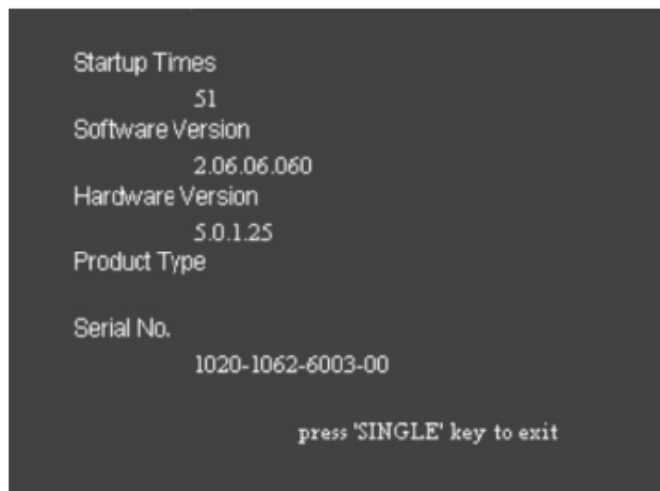 Startup Times
51
Software Version
2.06.06.060
Hardware Version
5.0.1.25
Product Type
Serial No.
1020-1062-6003-00
press 'SINGLE' key to exit